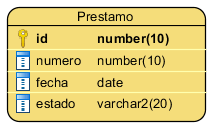 Prestamo
id number(10)
numero number(10)
fecha date
estado varchar2(20)